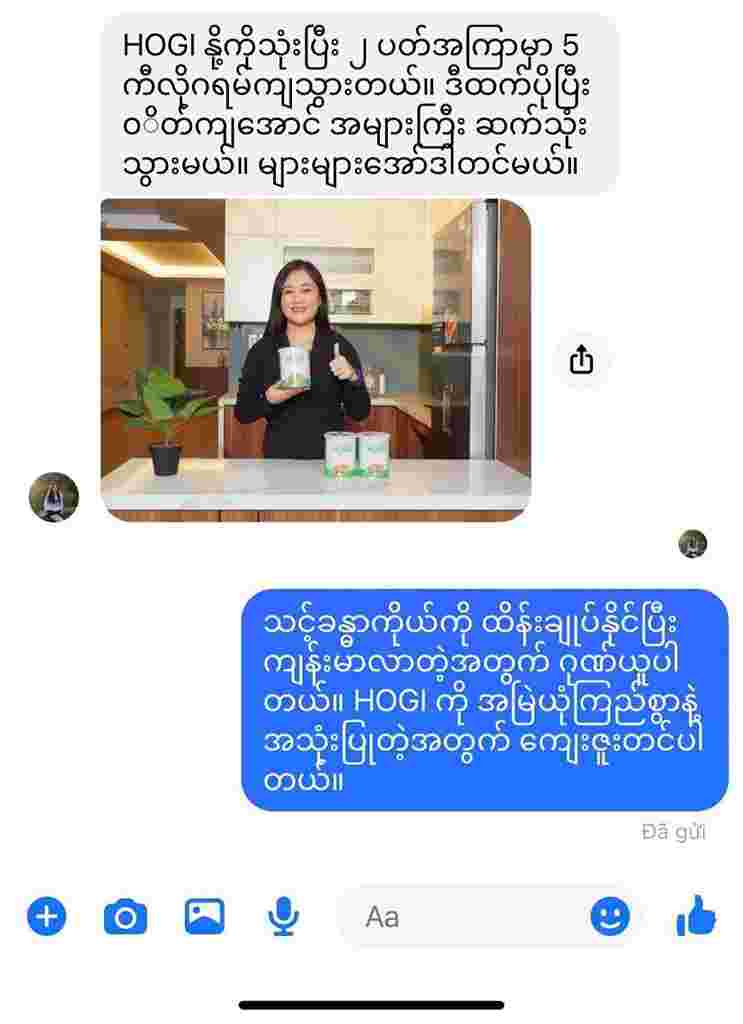 HOGI နို့ကိုသုံးပြီး ၂ ပတ်အကြာမှာ 5
ကီလိုဂရမ်ကျသွားတယ်။ ဒီထက်ပိုပြီး
ဝိတ်ကျအောင် အများကြီး ဆက်သုံး
သွားမယ်။ များများအော်ဒါတင်မယ်။
သင့်ခန္ဓာကိုယ်ကို ထိန်းချုပ်နိုင်ပြီး
ကျန်းမာလာတဲ့အတွက် ဂုဏ်ယူပါ
တယ်။ HOGI ကို အမြဲယုံကြည်စွာနဲ့
အသုံးပြုတဲ့အတွက် ကျေးဇူးတင်ပါ
တယ်။
Đã gửi
Aa